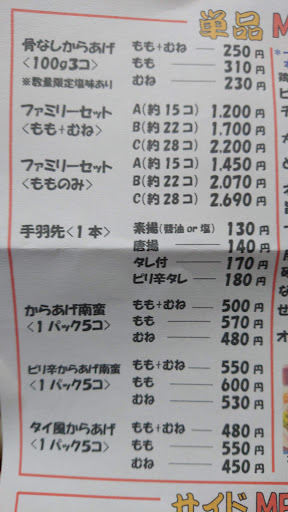 単品 M
骨なしからあげ もも+むね 250円
<100g3コ> もも 310円
※数量限定塩味あり むね 230円
ファミリーセット A(約15コ) 1.200円
<もも+むね> B(約22コ) 1.700円
C(約28コ) 2.200円
ファミリーセット A(約15コ) 1.450円
<もものみ> B(約22コ) 2.070円
C(約28コ) 2.690円
手羽先<1本> 素揚(醤油or塩) 130円
唐揚 140円
タレ付 170円
ピリ辛タレ 180円
からあげ南蛮 もも+むね 500円
<1パック5コ> もも 570円
むね 480円
ピリ辛からあげ南蛮 もも+むね 550円
<1パック5コ> もも 600円
むね 530円
タイ風からあげ もも+むね 480円
<1パック5コ> もも 550円
むね 450円
サイドME